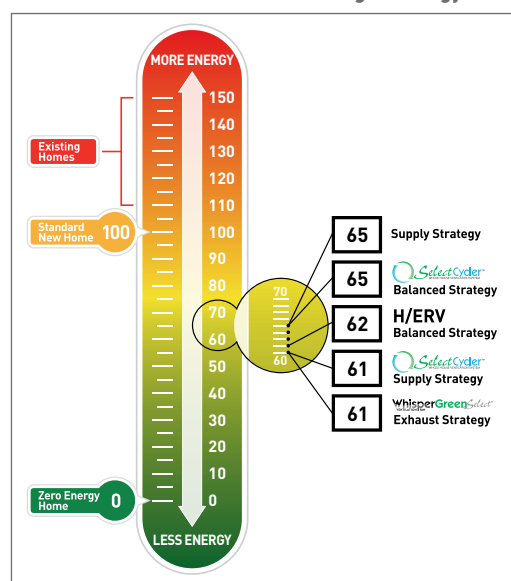 MORE ENERGY
150
140
130
120
110
100
90
80
70
60
50
40
30
20
10
0
LESS ENERGY
Existing
Homes
Standard
New Home
100
Zero Energy
Home
0
70
60
65
Supply Strategy
65
SelectCycler
Balanced Strategy
62
H/ERV
Balanced Strategy
61
SelectCycler
Supply Strategy
61
WhisperGreenSelect
Exhaust Strategy